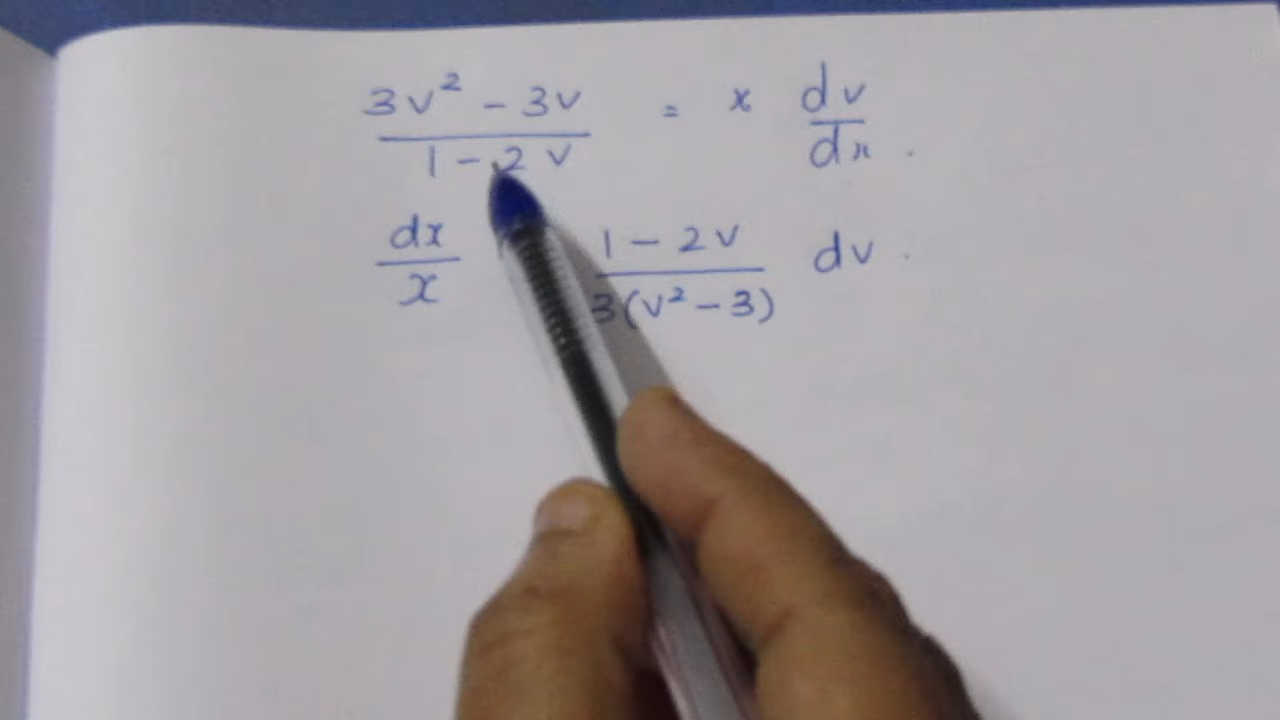 3v² - 3v / 1 - 2v = x dv/dx .
dx/x 1 - 2v / 3(v² - 3) dv .